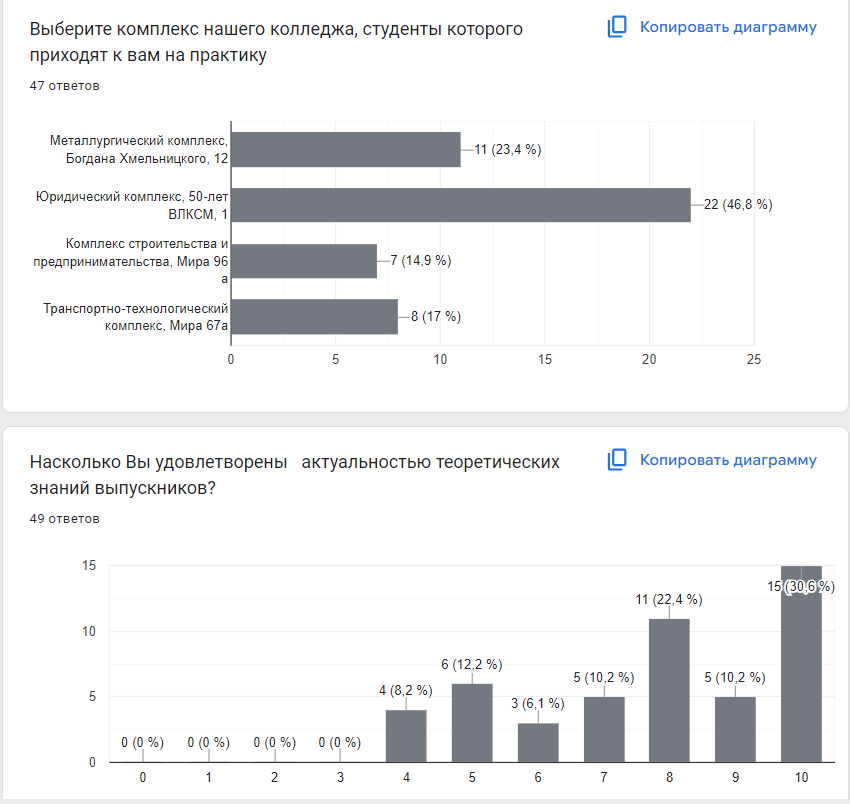 Выберите комплекс нашего колледжа, студенты которого
приходят к вам на практику
Копировать диаграмму
47 ответов
Металлургический комплекс,
Богдана Хмельницкого, 12
11 (23,4 %)
Юридический комплекс, 50-лет
ВЛКСМ, 1
22 (46,8 %)
Комплекс строительства и
предпринимательства, Мира 96
а
7 (14,9 %)
Транспортно-технологический
комплекс, Мира 67а
8 (17 %)
0 5 10 15 20 25
Насколько Вы удовлетворены актуальностью теоретических
знаний выпускников?
Копировать диаграмму
49 ответов
15
10
5
0
0 (0 %) 0 (0 %) 0 (0 %) 0 (0 %) 4 (8,2 %) 6 (12,2 %) 3 (6,1 %) 5 (10,2 %) 11 (22,4 %) 5 (10,2 %) 15 (30,6 %)
0 1 2 3 4 5 6 7 8 9 10